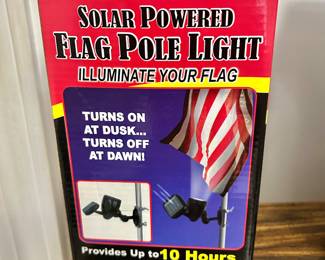 SOLAR POWERED
FLAG POLE LIGHT
ILLUMINATE YOUR FLAG
TURNS ON
AT DUSK...
TURNS OFF
AT DAWN!
Provides Up to 10 Hours